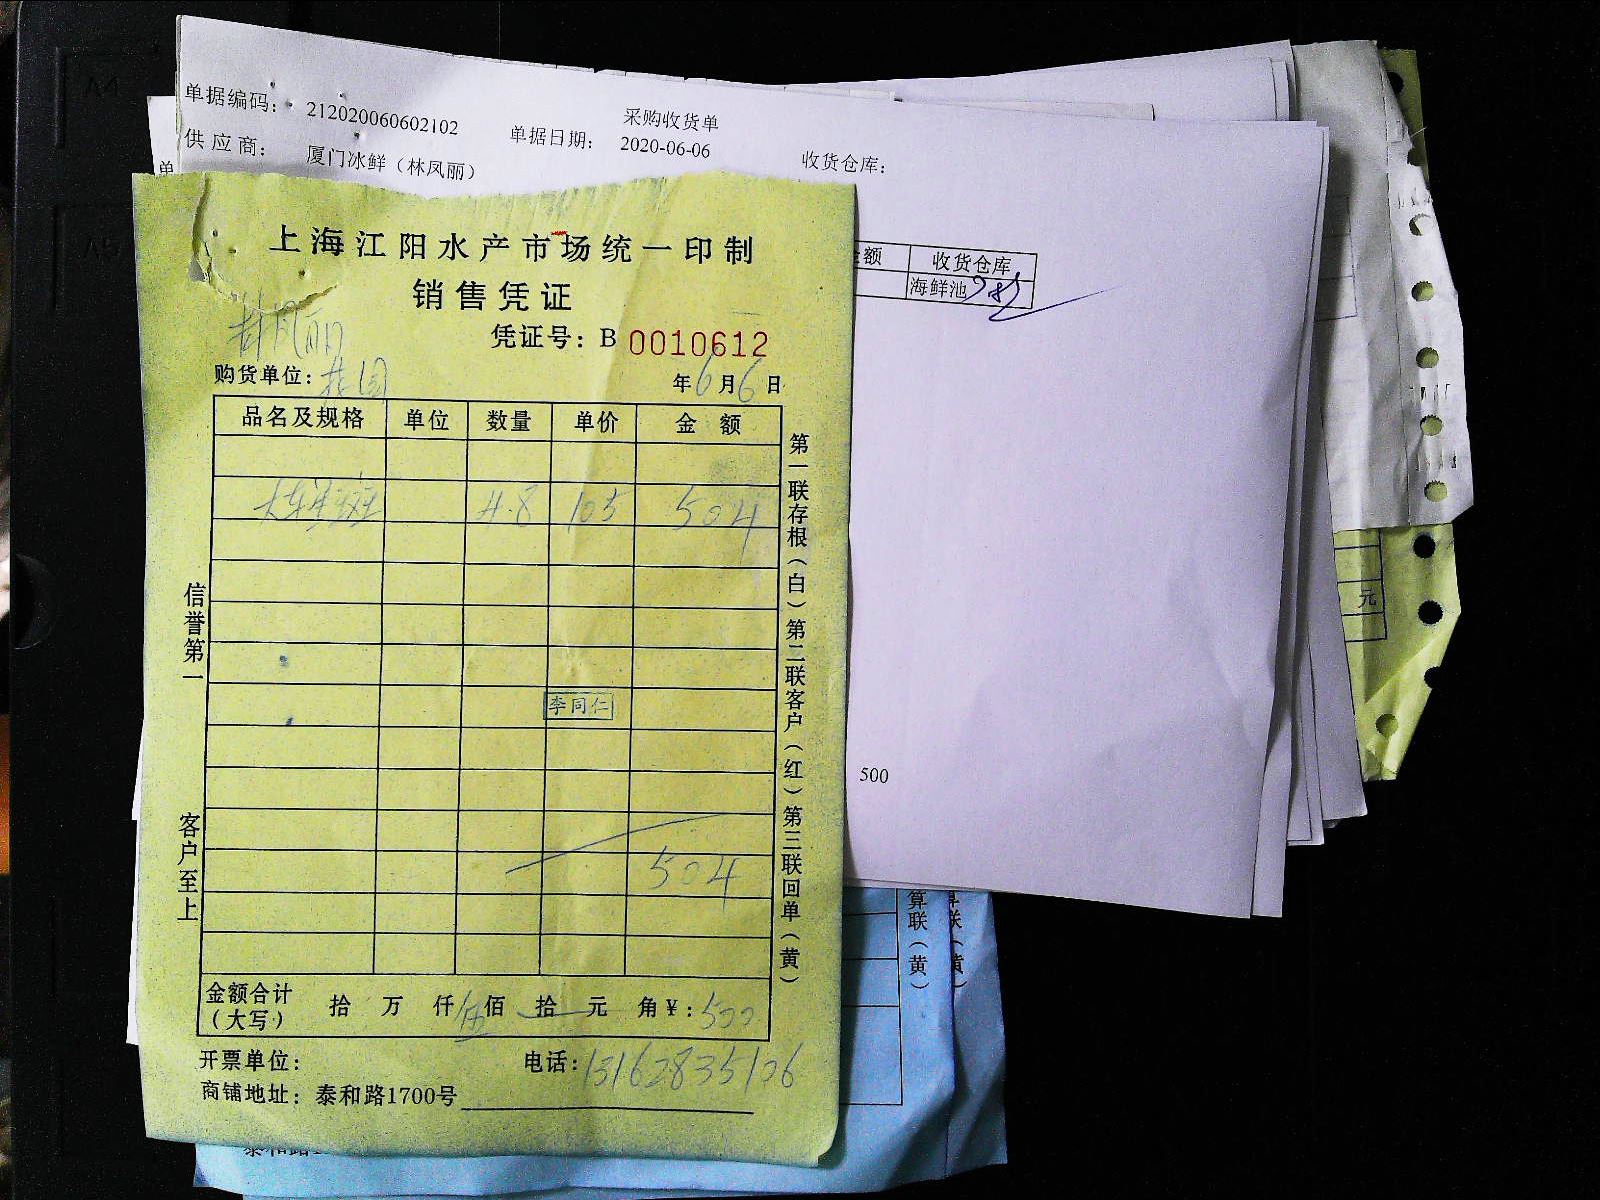 单据编码： 212020060602102
采购收货单
供应商： 厦门冰鲜（林凤丽） 单据日期： 2020-06-06 收货仓库：
单
额 收货仓库
海鲜池
500
上海江阳水产市场统一印制
销售凭证
林凤丽
凭证号：B 0010612
购货单位：桂园 年6月6日
品名及规格 单位 数量 单价 金额
4.8 105 504
李同仁
504
金额合计（大写） 拾 万 仟 伍佰 拾 元 角 ¥：500
开票单位： 电话：13162835106
商铺地址：泰和路1700号
信誉第一
客户至上
第一联存根（白）第二联客户（红）第三联回单（黄）
元
算联（黄）
联（黄）